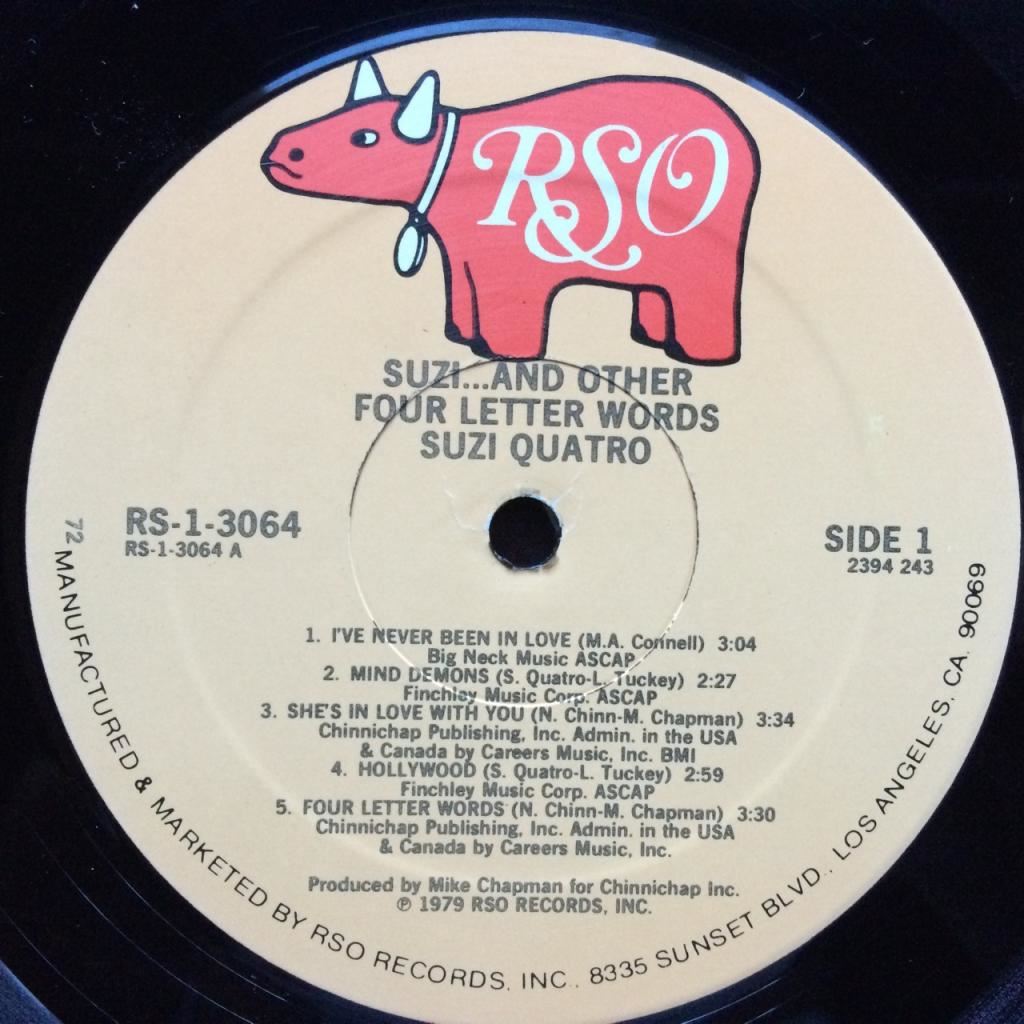 RSO
SUZI...AND OTHER
FOUR LETTER WORDS
SUZI QUATRO
RS-1-3064
RS-1-3064 A
SIDE 1
2394 243
1. I'VE NEVER BEEN IN LOVE (M.A. Connell) 3:04
Big Neck Music ASCAP
2. MIND DEMONS (S. Quatro-L. Tuckey) 2:27
Finchley Music Corp. ASCAP
3. SHE'S IN LOVE WITH YOU (N. Chinn-M. Chapman) 3:34
Chinnichap Publishing, Inc. Admin. in the USA
& Canada by Careers Music, Inc. BMI
4. HOLLYWOOD (S. Quatro-L. Tuckey) 2:59
Finchley Music Corp. ASCAP
5. FOUR LETTER WORDS (N. Chinn-M. Chapman) 3:30
Chinnichap Publishing, Inc. Admin. in the USA
& Canada by Careers Music, Inc.
Produced by Mike Chapman for Chinnichap Inc.
℗ 1979 RSO RECORDS, INC.
72 MANUFACTURED & MARKETED BY RSO RECORDS, INC., 8335 SUNSET BLVD., LOS ANGELES, CA. 90069